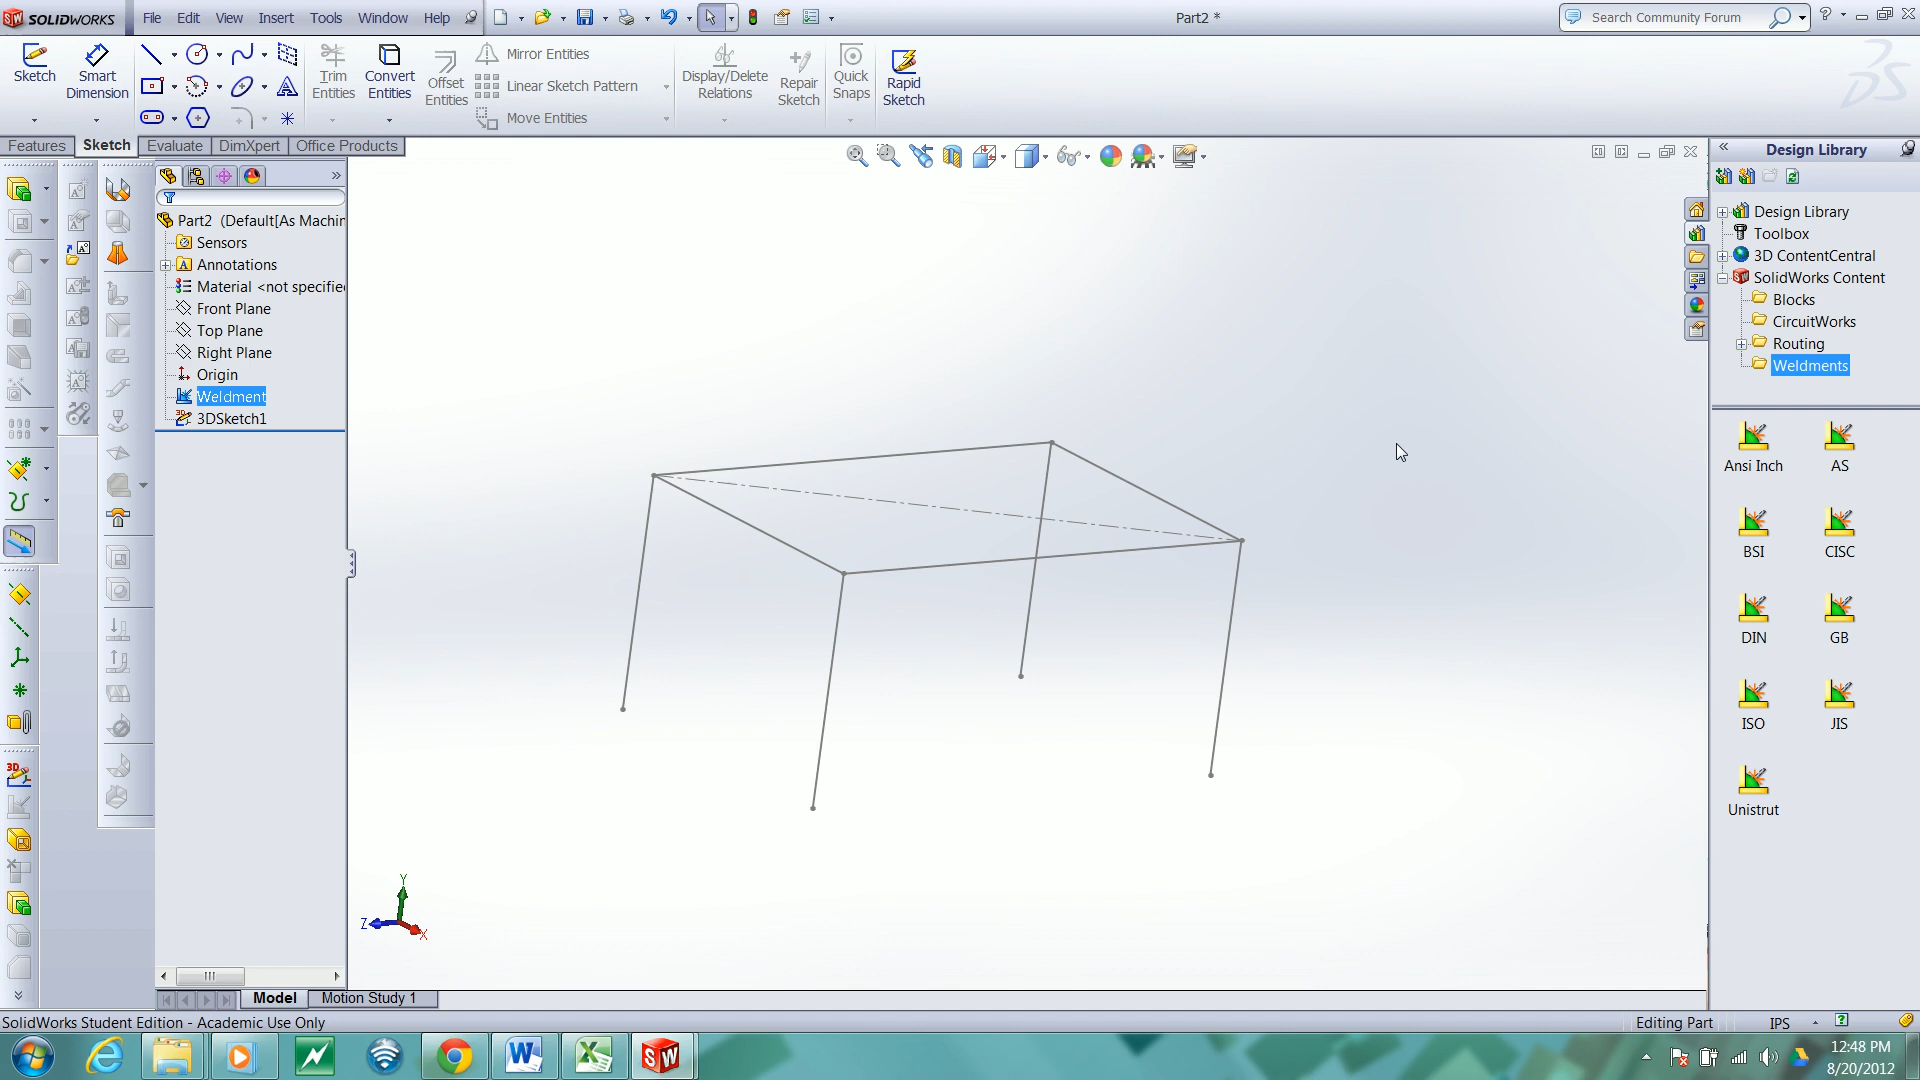 SOLIDWORKS File Edit View Insert Tools Window Help Part2 * Search Community Forum
Sketch Smart Dimension Trim Entities Convert Entities Offset Entities Mirror Entities Display/Delete Relations Repair Sketch Quick Snaps Rapid Sketch
Linear Sketch Pattern
Move Entities
Features Sketch Evaluate DimXpert Office Products
Design Library
Part2 (Default[As Machin
Sensors
Annotations
Material <not specifie
Front Plane
Top Plane
Right Plane
Origin
Weldment
3DSketch1
Design Library
Toolbox
3D ContentCentral
SolidWorks Content
Blocks
CircuitWorks
Routing
Weldments
Ansi Inch AS
BSI CISC
DIN GB
ISO JIS
Unistrut
3D
Y
Z
X
Model Motion Study 1
SolidWorks Student Edition - Academic Use Only
Editing Part IPS
12:48 PM
8/20/2012